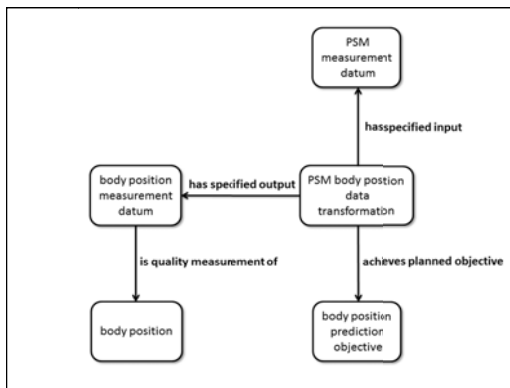 PSM
measurement
datum
hasspecified input
body position
measurement
datum
has specified output
PSM body postion
data
transformation
is quality measurement of
achieves planned objective
body position
body position
prediction
objective